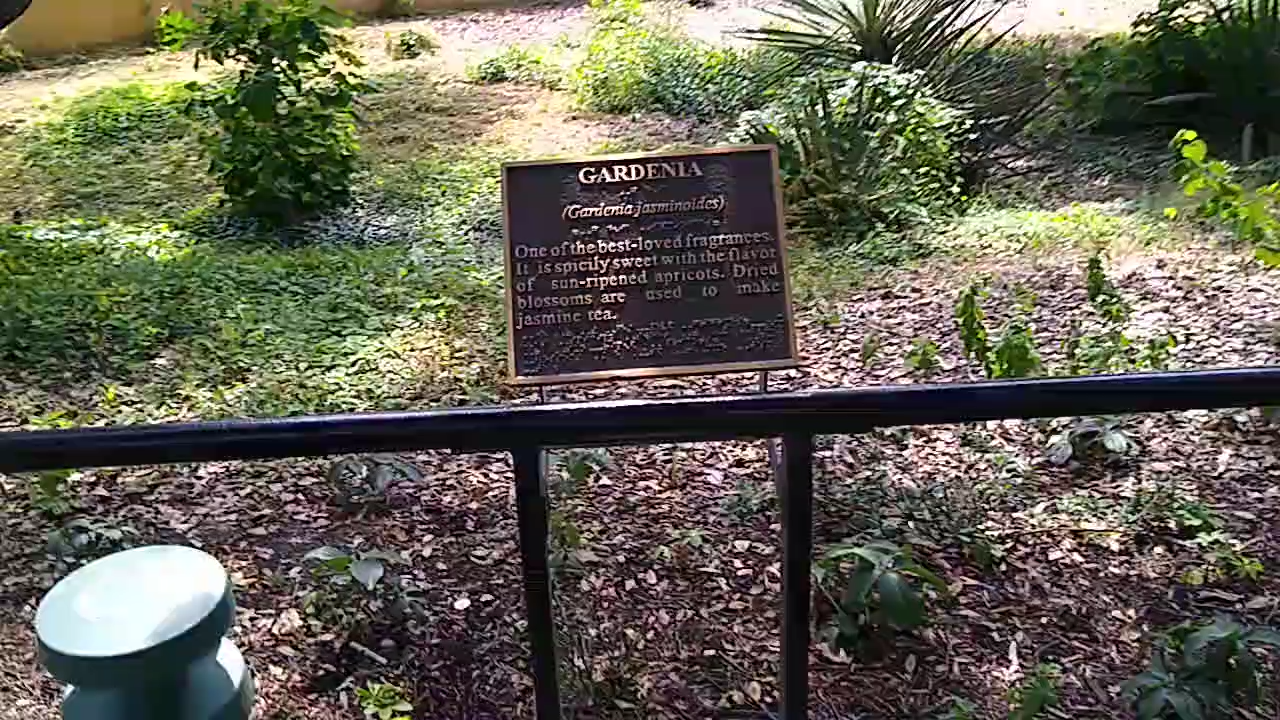 GARDENIA
(Gardenia jasminoides)
One of the best-loved fragrances.
It is spicily sweet with the flavor
of sun-ripened apricots. Dried
blossoms are used to make
jasmine tea.